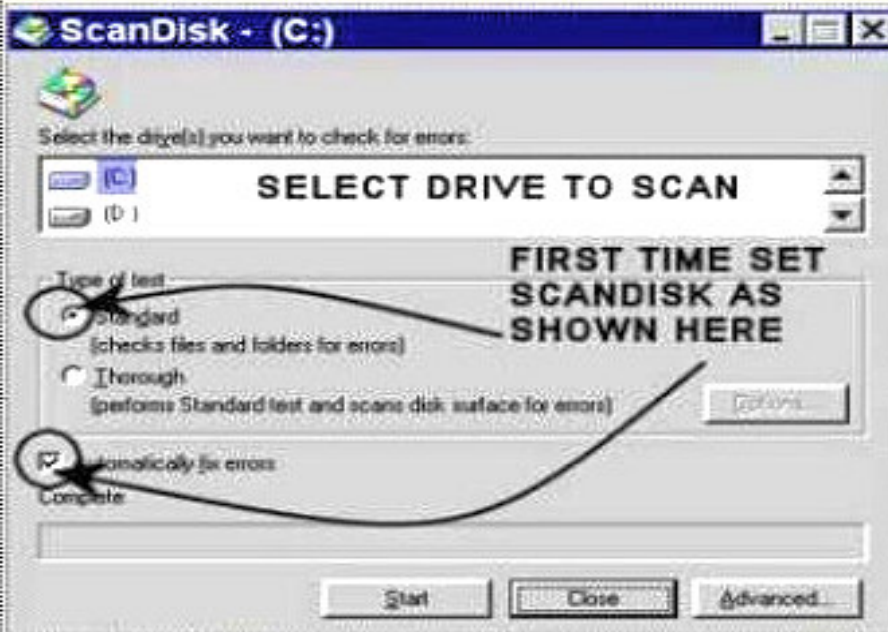 ScanDisk - (C:)
Select the drive(s) you want to check for errors:
(C:)
SELECT DRIVE TO SCAN
(D:)
FIRST TIME SET
SCANDISK AS
SHOWN HERE
Type of test
Standard
(checks files and folders for errors)
Thorough
(performs Standard test and scans disk surface for errors)
Options...
Automatically fix errors
Complete
Start
Close
Advanced...